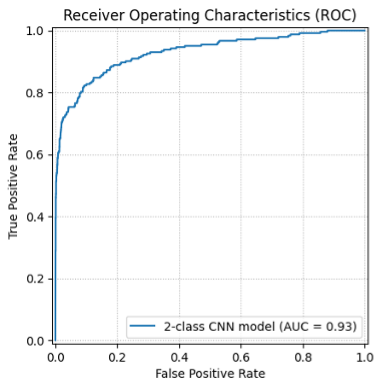 Receiver Operating Characteristics (ROC)
1.0
0.8
0.6
0.4
0.2
0.0
True Positive Rate
2-class CNN model (AUC = 0.93)
0.0 0.2 0.4 0.6 0.8 1.0
False Positive Rate